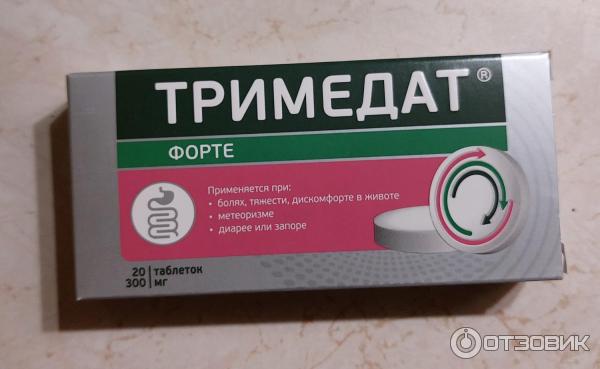 ТРИМЕДАТ®
ФОРТЕ
Применяется при:
• болях, тяжести, дискомфорте в животе
• метеоризме
• диарее или запоре
20 | таблеток
300 | мг
ОТЗОВИК